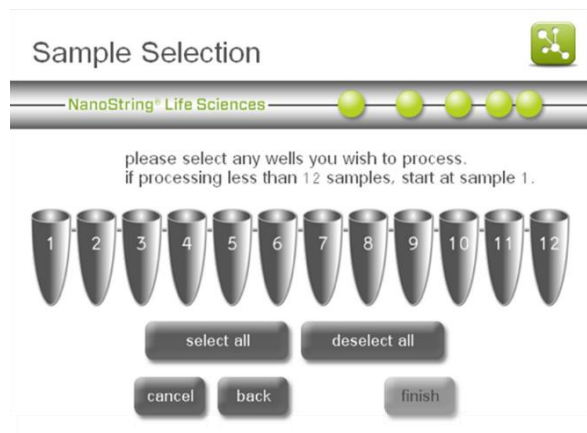 Sample Selection
NanoString® Life Sciences
please select any wells you wish to process.
if processing less than 12 samples, start at sample 1.
1 2 3 4 5 6 7 8 9 10 11 12
select all deselect all
cancel back finish